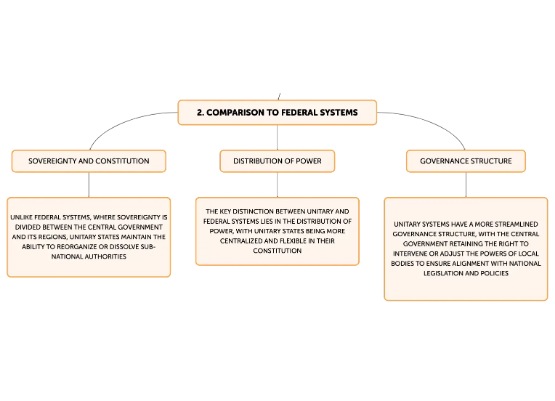 2. COMPARISON TO FEDERAL SYSTEMS
SOVEREIGNTY AND CONSTITUTION
DISTRIBUTION OF POWER
GOVERNANCE STRUCTURE
UNLIKE FEDERAL SYSTEMS, WHERE SOVEREIGNTY IS
DIVIDED BETWEEN THE CENTRAL GOVERNMENT
AND ITS REGIONS, UNITARY STATES MAINTAIN THE
ABILITY TO REORGANIZE OR DISSOLVE SUB-
NATIONAL AUTHORITIES
THE KEY DISTINCTION BETWEEN UNITARY AND
FEDERAL SYSTEMS LIES IN THE DISTRIBUTION OF
POWER, WITH UNITARY STATES BEING MORE
CENTRALIZED AND FLEXIBLE IN THEIR
CONSTITUTION
UNITARY SYSTEMS HAVE A MORE STREAMLINED
GOVERNANCE STRUCTURE, WITH THE CENTRAL
GOVERNMENT RETAINING THE RIGHT TO
INTERVENE OR ADJUST THE POWERS OF LOCAL
BODIES TO ENSURE ALIGNMENT WITH NATIONAL
LEGISLATION AND POLICIES